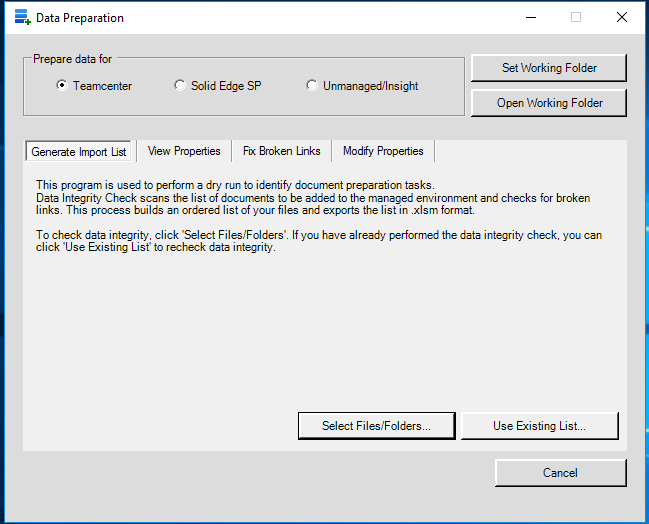 Data Preparation
Prepare data for
Teamcenter
Solid Edge SP
Unmanaged/Insight
Set Working Folder
Open Working Folder
Generate Import List
View Properties
Fix Broken Links
Modify Properties
This program is used to perform a dry run to identify document preparation tasks.
Data Integrity Check scans the list of documents to be added to the managed environment and checks for broken
links. This process builds an ordered list of your files and exports the list in .xlsm format.
To check data integrity, click 'Select Files/Folders'. If you have already performed the data integrity check, you can
click 'Use Existing List' to recheck data integrity.
Select Files/Folders...
Use Existing List...
Cancel